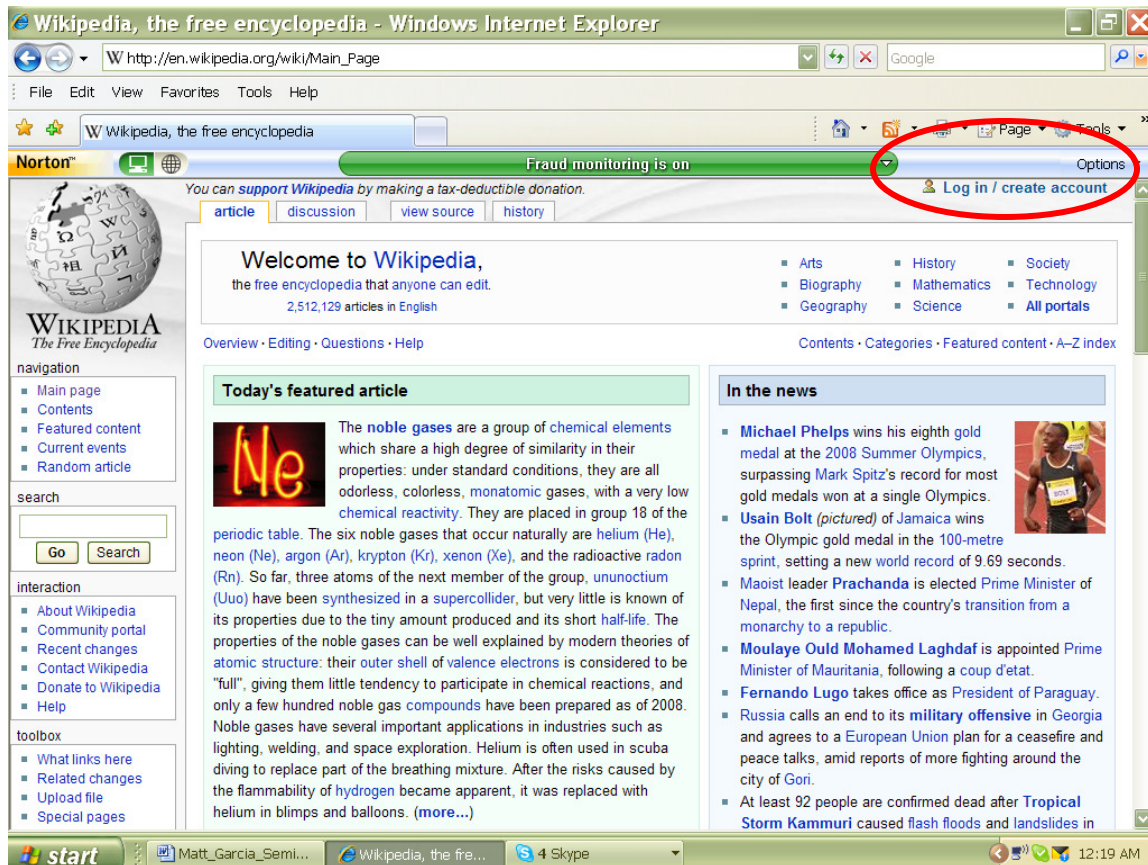 Wikipedia, the free encyclopedia - Windows Internet Explorer
W http://en.wikipedia.org/wiki/Main_Page
Google
File Edit View Favorites Tools Help
W Wikipedia, the free encyclopedia
Page Tools
Norton™
Fraud monitoring is on
Options
You can support Wikipedia by making a tax-deductible donation.
Log in / create account
article discussion view source history
WIKIPEDIA
The Free Encyclopedia
navigation
Main page
Contents
Featured content
Current events
Random article
search
Go Search
interaction
About Wikipedia
Community portal
Recent changes
Contact Wikipedia
Donate to Wikipedia
Help
toolbox
What links here
Related changes
Upload file
Special pages
Welcome to Wikipedia,
the free encyclopedia that anyone can edit.
2,512,129 articles in English
Arts
Biography
Geography
History
Mathematics
Science
Society
Technology
All portals
Overview · Editing · Questions · Help
Contents · Categories · Featured content · A–Z index
Today's featured article
Ne
The noble gases are a group of chemical elements
which share a high degree of similarity in their
properties: under standard conditions, they are all
odorless, colorless, monatomic gases, with a very low
chemical reactivity. They are placed in group 18 of the
periodic table. The six noble gases that occur naturally are helium (He),
neon (Ne), argon (Ar), krypton (Kr), xenon (Xe), and the radioactive radon
(Rn). So far, three atoms of the next member of the group, ununoctium
(Uuo) have been synthesized in a supercollider, but very little is known of
its properties due to the tiny amount produced and its short half-life. The
properties of the noble gases can be well explained by modern theories of
atomic structure: their outer shell of valence electrons is considered to be
"full", giving them little tendency to participate in chemical reactions, and
only a few hundred noble gas compounds have been prepared as of 2008.
Noble gases have several important applications in industries such as
lighting, welding, and space exploration. Helium is often used in scuba
diving to replace part of the breathing mixture. After the risks caused by
the flammability of hydrogen became apparent, it was replaced with
helium in blimps and balloons. (more...)
In the news
Michael Phelps wins his eighth gold
medal at the 2008 Summer Olympics,
surpassing Mark Spitz's record for most
gold medals won at a single Olympics.
Usain Bolt (pictured) of Jamaica wins
the Olympic gold medal in the 100-metre
sprint, setting a new world record of 9.69 seconds.
BOLT
Maoist leader Prachanda is elected Prime Minister of
Nepal, the first since the country's transition from a
monarchy to a republic.
Moulaye Ould Mohamed Laghdaf is appointed Prime
Minister of Mauritania, following a coup d'etat.
Fernando Lugo takes office as President of Paraguay.
Russia calls an end to its military offensive in Georgia
and agrees to a European Union plan for a ceasefire and
peace talks, amid reports of more fighting around the
city of Gori.
At least 92 people are confirmed dead after Tropical
Storm Kammuri caused flash floods and landslides in
start
Matt_Garcia_Semi...
Wikipedia, the fre...
4 Skype
12:19 AM